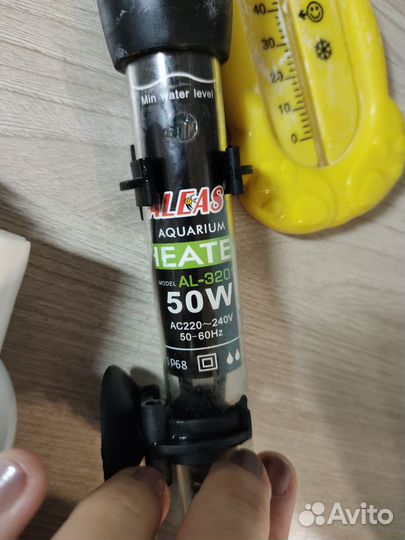 Min water level
ALEAS
AQUARIUM
HEATE
MODEL AL-320
50W
AC220~240V
50-60Hz
IP68
40
30
20
10
0
Avito